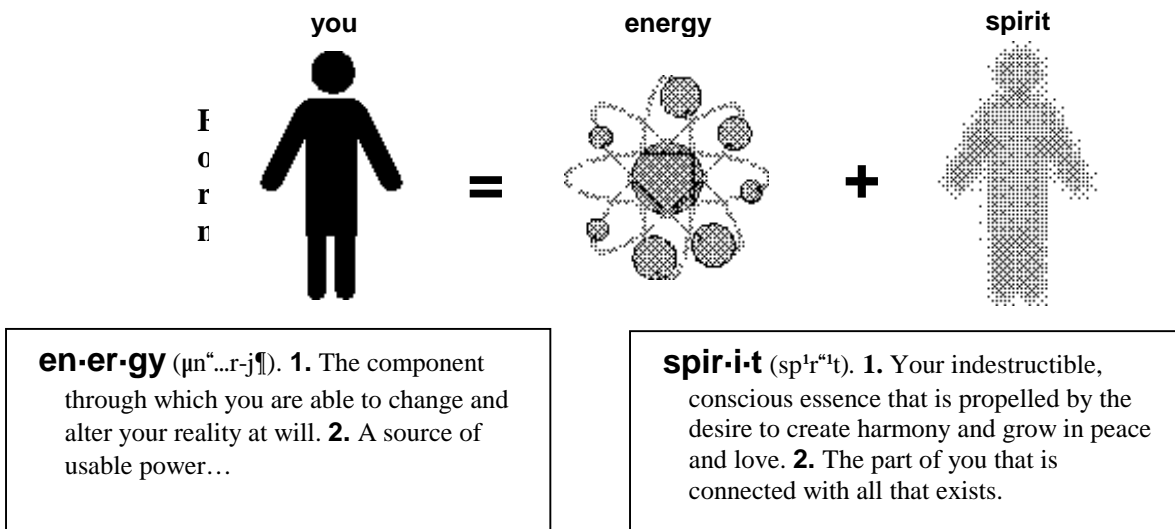 you energy spirit
o
r
= +
en·er·gy (µn“…r-j¶). 1. The component
through which you are able to change and
alter your reality at will. 2. A source of
usable power…
spir·i·t (sp¹r“¹t). 1. Your indestructible,
conscious essence that is propelled by the
desire to create harmony and grow in peace
and love. 2. The part of you that is
connected with all that exists.